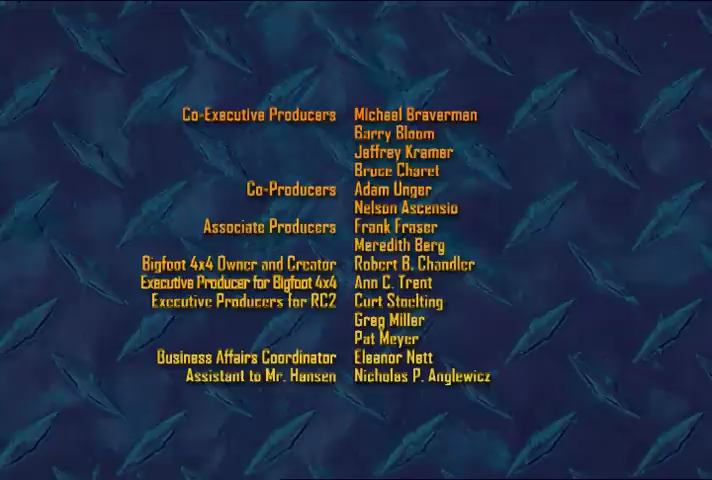 Co-Executive Producers Michael Braverman
Barry Bloom
Jeffrey Kramer
Bruce Charet
Co-Producers Adam Unger
Nelson Ascensio
Associate Producers Frank Fraser
Meredith Berg
Bigfoot 4x4 Owner and Creator Robert B. Chandler
Executive Producer for Bigfoot 4x4 Ann C. Trent
Executive Producers for RC2 Curt Stoelting
Greg Miller
Pat Meyer
Business Affairs Coordinator Eleanor Nett
Assistant to Mr. Hansen Nicholas P. Anglewicz